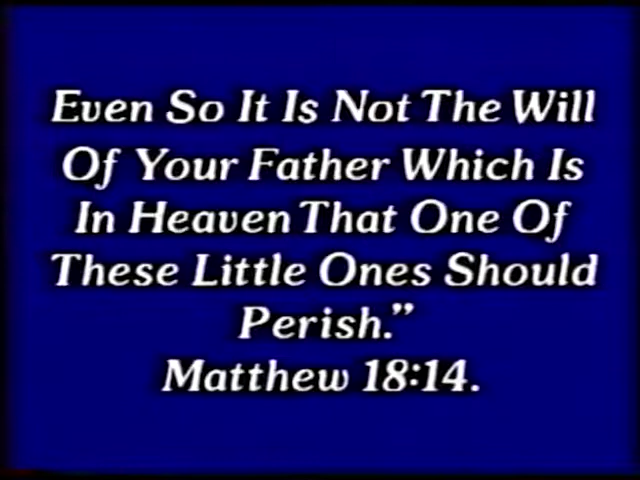 Even So It Is Not The Will
Of Your Father Which Is
In Heaven That One Of
These Little Ones Should
Perish.”
Matthew 18:14.